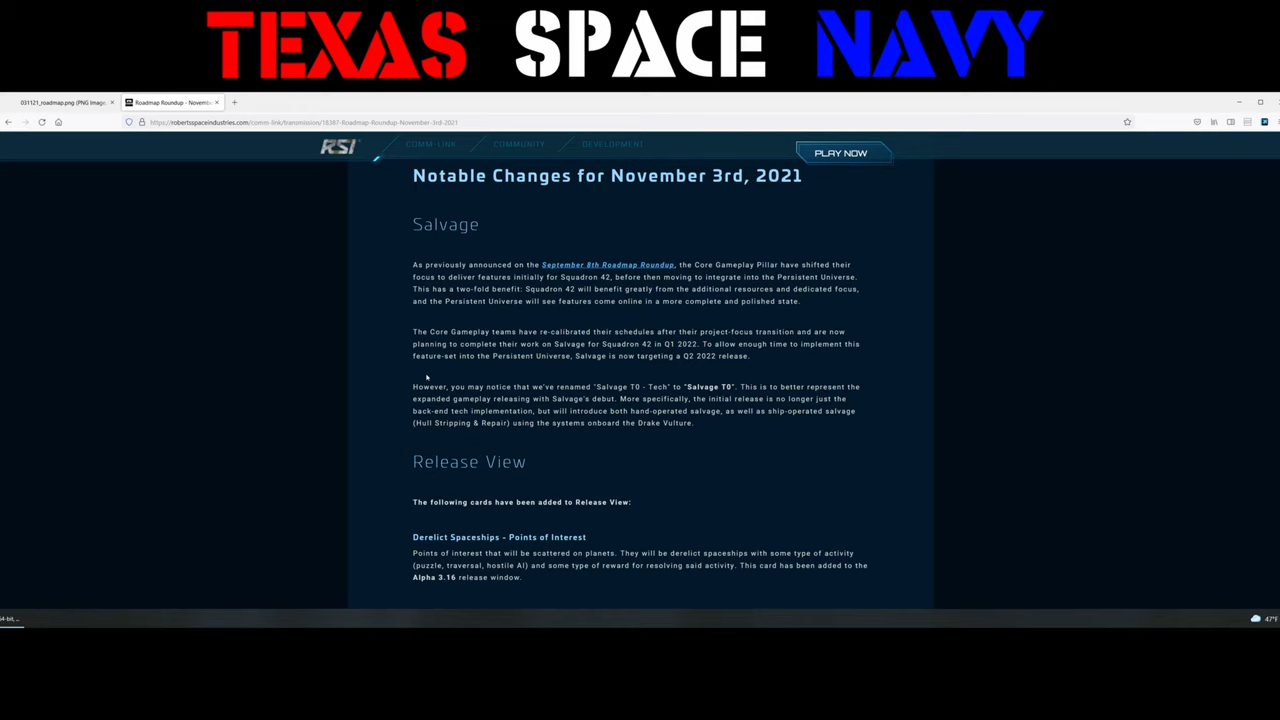 TEXAS SPACE NAVY
031121_roadmap.png (PNG Image,
Roadmap Roundup - Novembe
https://robertsspaceindustries.com/comm-link/transmission/18387-Roadmap-Roundup-November-3rd-2021
RSI
COMM-LINK
COMMUNITY
DEVELOPMENT
PLAY NOW
Notable Changes for November 3rd, 2021
Salvage
As previously announced on the September 8th Roadmap Roundup, the Core Gameplay Pillar have shifted their
focus to deliver features initially for Squadron 42, before then moving to integrate into the Persistent Universe.
This has a two-fold benefit: Squadron 42 will benefit greatly from the additional resources and dedicated focus,
and the Persistent Universe will see features come online in a more complete and polished state.
The Core Gameplay teams have re-calibrated their schedules after their project-focus transition and are now
planning to complete their work on Salvage for Squadron 42 in Q1 2022. To allow enough time to implement this
feature-set into the Persistent Universe, Salvage is now targeting a Q2 2022 release.
However, you may notice that we've renamed "Salvage T0 - Tech" to "Salvage T0". This is to better represent the
expanded gameplay releasing with Salvage's debut. More specifically, the initial release is no longer just the
back-end tech implementation, but will introduce both hand-operated salvage, as well as ship-operated salvage
(Hull Stripping & Repair) using the systems onboard the Drake Vulture.
Release View
The following cards have been added to Release View:
Derelict Spaceships - Points of Interest
Points of interest that will be scattered on planets. They will be derelict spaceships with some type of activity
(puzzle, traversal, hostile AI) and some type of reward for resolving said activity. This card has been added to the
Alpha 3.16 release window.
64-bit, ...
47°F